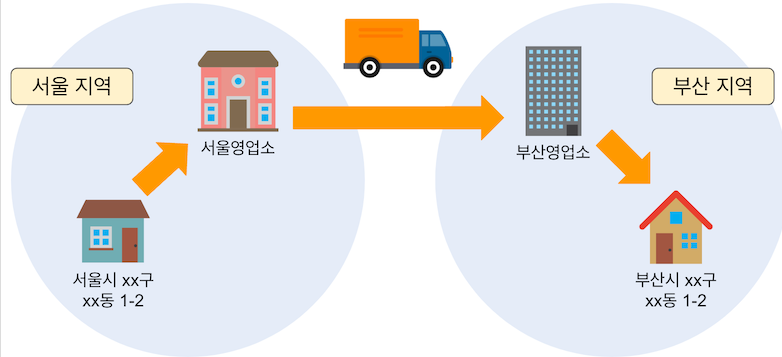 서울 지역
부산 지역
서울영업소
부산영업소
서울시 xx구
xx동 1-2
부산시 xx구
xx동 1-2